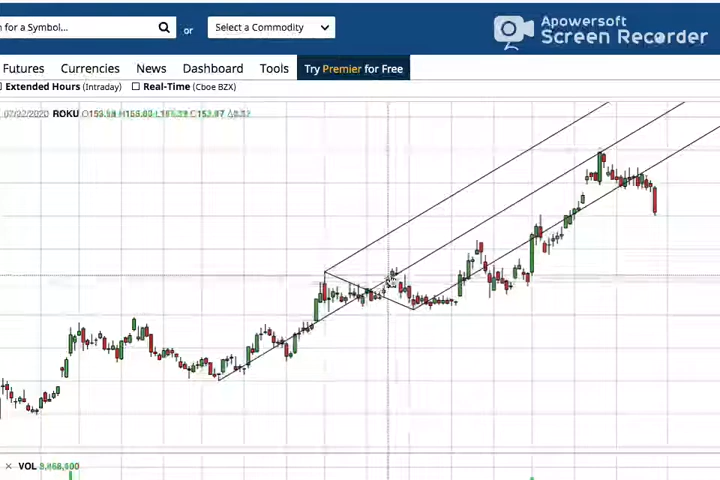 n for a Symbol...
or
Select a Commodity
Apowersoft
Screen Recorder
Futures Currencies News Dashboard Tools Try Premier for Free
Extended Hours (Intraday) Real-Time (Cboe BZX)
ROKU
VOL